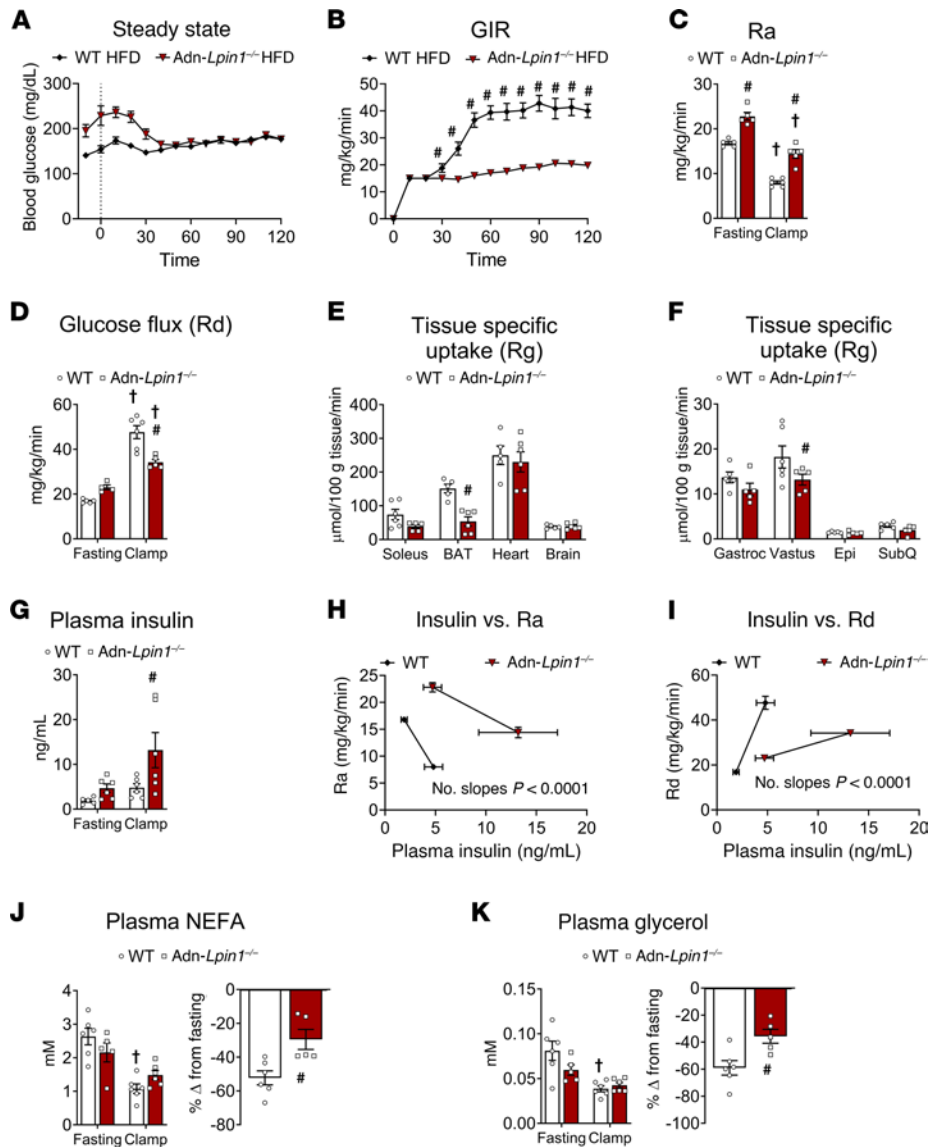 A
Steady state
WT HFD Adn-Lpin1⁻/⁻HFD
Blood glucose (mg/dL)
300
200
100
0
0 30 60 90 120
Time
B
GIR
WT HFD Adn-Lpin1⁻/⁻HFD
mg/kg/min
50
40
30
20
10
0
# # # # # # # # # #
0 30 60 90 120
Time
C
Ra
WT Adn-Lpin1⁻/⁻
mg/kg/min
30
20
10
0
# † # †
Fasting Clamp
D
Glucose flux (Rd)
WT Adn-Lpin1⁻/⁻
mg/kg/min
60
40
20
0
† † #
Fasting Clamp
E
Tissue specific
uptake (Rg)
WT Adn-Lpin1⁻/⁻
μmol/100 g tissue/min
400
300
200
100
0
#
Soleus BAT Heart Brain
F
Tissue specific
uptake (Rg)
WT Adn-Lpin1⁻/⁻
μmol/100 g tissue/min
30
20
10
0
#
Gastroc Vastus Epi SubQ
G
Plasma insulin
WT Adn-Lpin1⁻/⁻
ng/mL
30
20
10
0
#
Fasting Clamp
H
Insulin vs. Ra
WT Adn-Lpin1⁻/⁻
Ra (mg/kg/min)
25
20
15
10
5
0
No. slopes P < 0.0001
0 5 10 15 20
Plasma insulin (ng/mL)
I
Insulin vs. Rd
WT Adn-Lpin1⁻/⁻
Rd (mg/kg/min)
60
40
20
0
No. slopes P < 0.0001
0 5 10 15 20
Plasma insulin (ng/mL)
J
Plasma NEFA
WT Adn-Lpin1⁻/⁻
mM
4
3
2
1
0
†
Fasting Clamp
% Δ from fasting
0
-20
-40
-60
-80
#
K
Plasma glycerol
WT Adn-Lpin1⁻/⁻
mM
0.15
0.10
0.05
0.00
†
Fasting Clamp
% Δ from fasting
0
-20
-40
-60
-80
-100
#